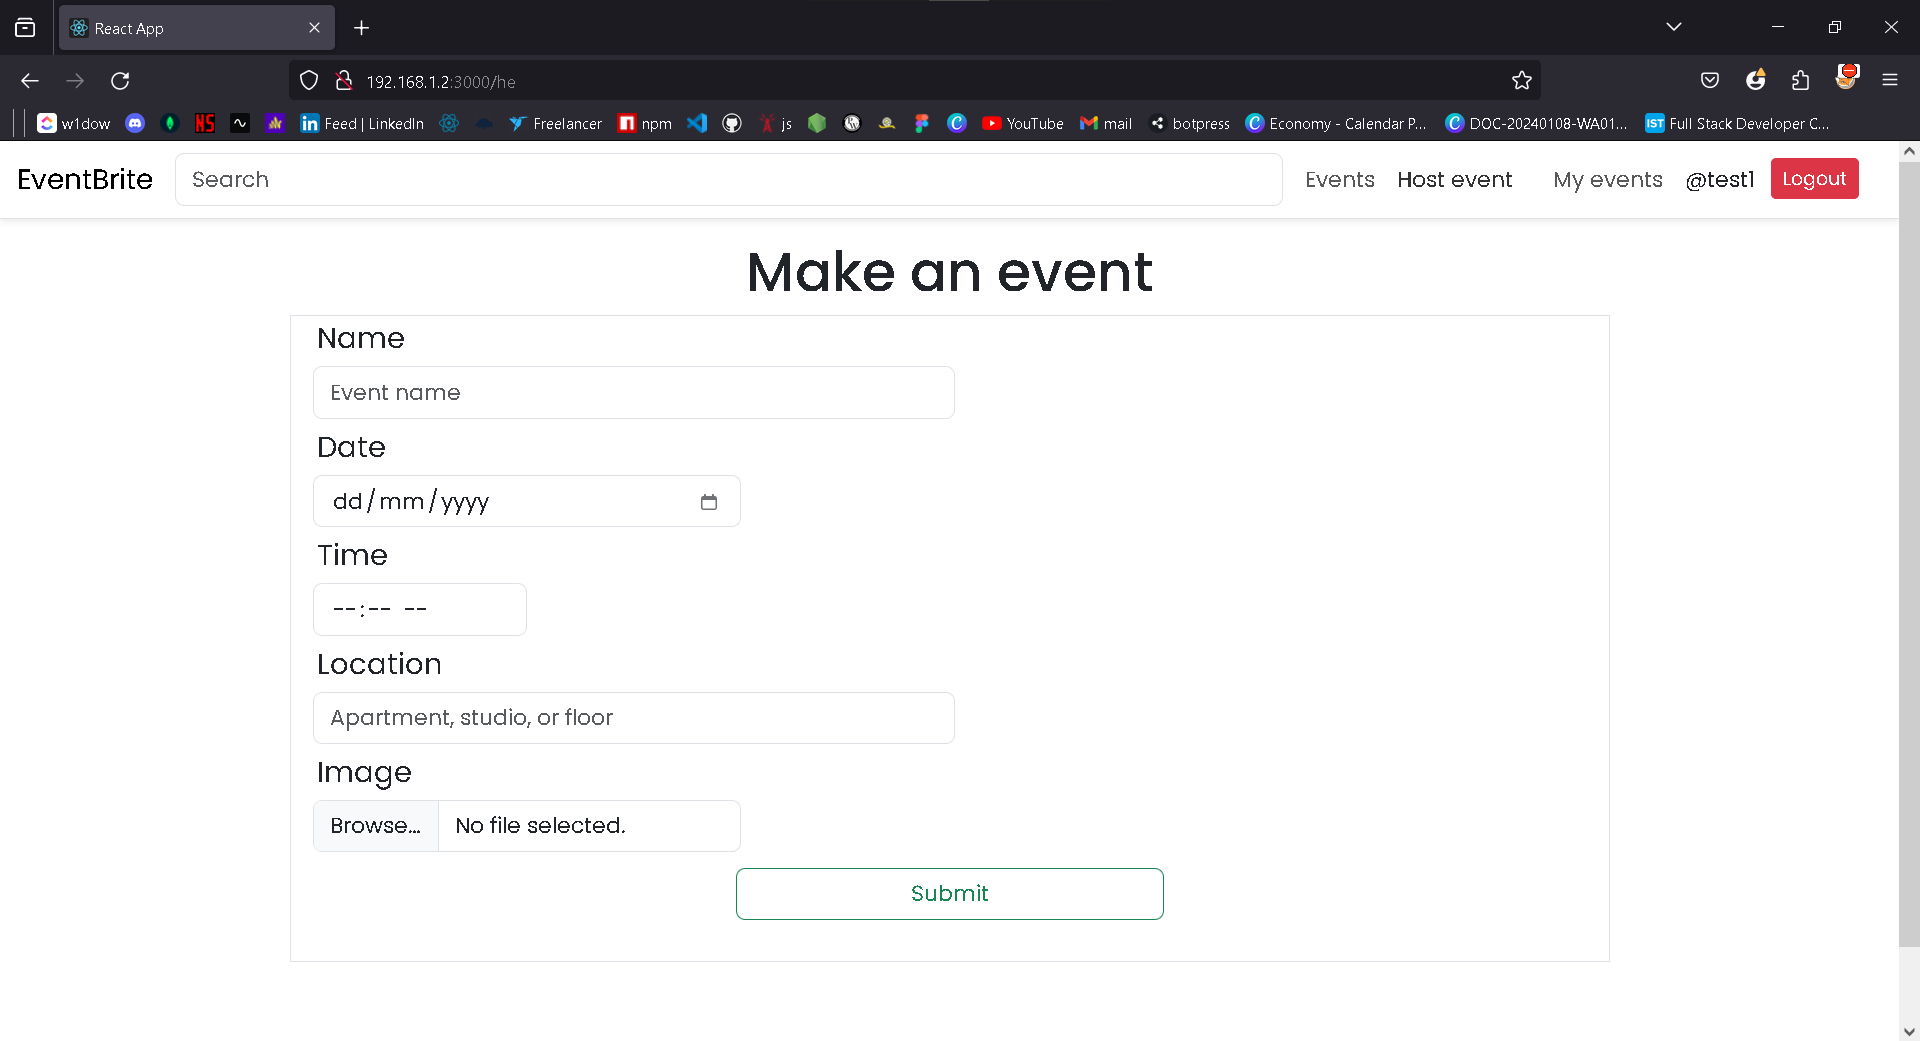 React App
192.168.1.2:3000/he
w1dow
NS
Feed | LinkedIn
Freelancer
npm
js
YouTube
mail
botpress
Economy - Calendar P...
DOC-20240108-WA01...
IST
Full Stack Developer C...
EventBrite
Search
Events
Host event
My events
@test1
Logout
Make an event
Name
Event name
Date
dd/mm/yyyy
Time
--:-- --
Location
Apartment, studio, or floor
Image
Browse...
No file selected.
Submit